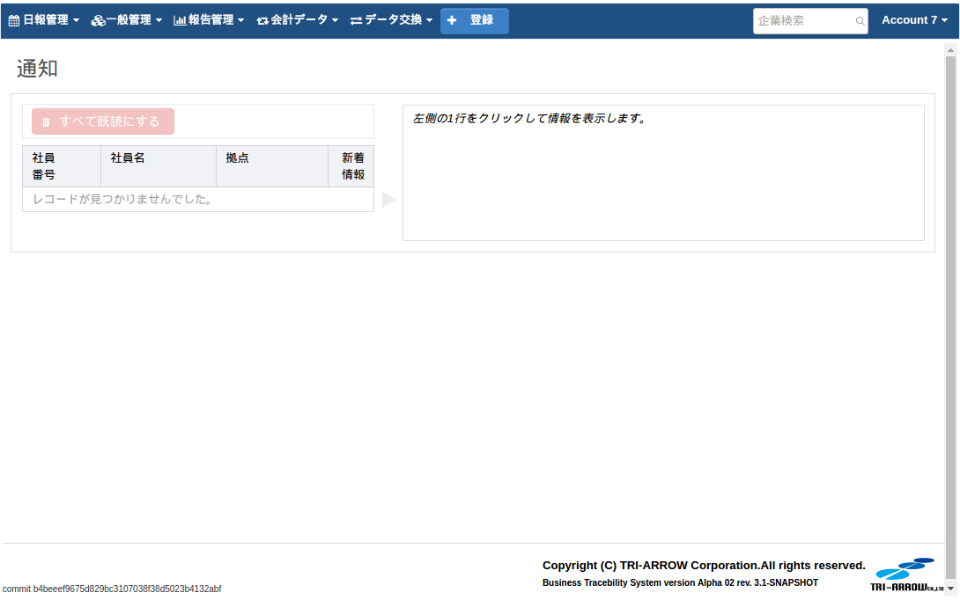 日報管理 一般管理 報告管理 会計データ データ交換 登録 企業検索 Account 7
通知
すべて既読にする
左側の1行をクリックして情報を表示します。
社員番号 社員名 拠点 新着情報
レコードが見つかりませんでした。
Copyright (C) TRI-ARROW Corporation.All rights reserved.
Business Tracebility System version Alpha 02 rev. 3.1-SNAPSHOT
TRI-ARROW CO.,LTD
commit b4beeef9675d829bc3107038f38d5023b4132abf